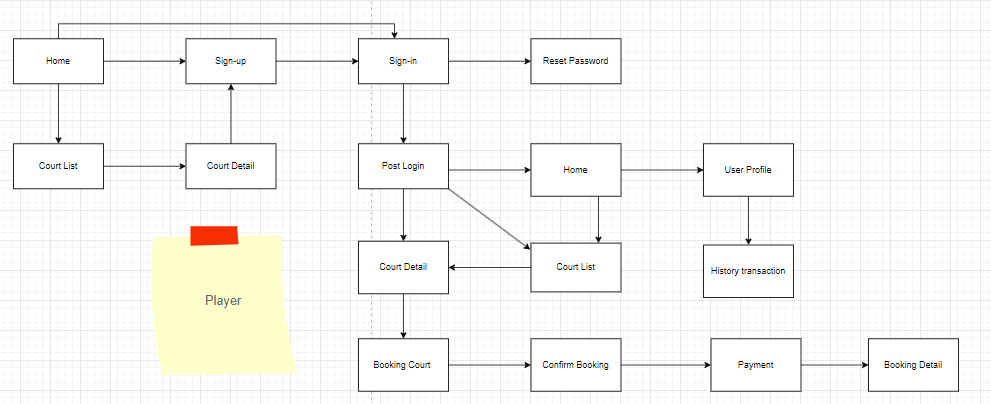 Home
Sign-up
Sign-in
Reset Password
Court List
Court Detail
Post Login
Home
User Profile
Court Detail
Court List
History transaction
Player
Booking Court
Confirm Booking
Payment
Booking Detail